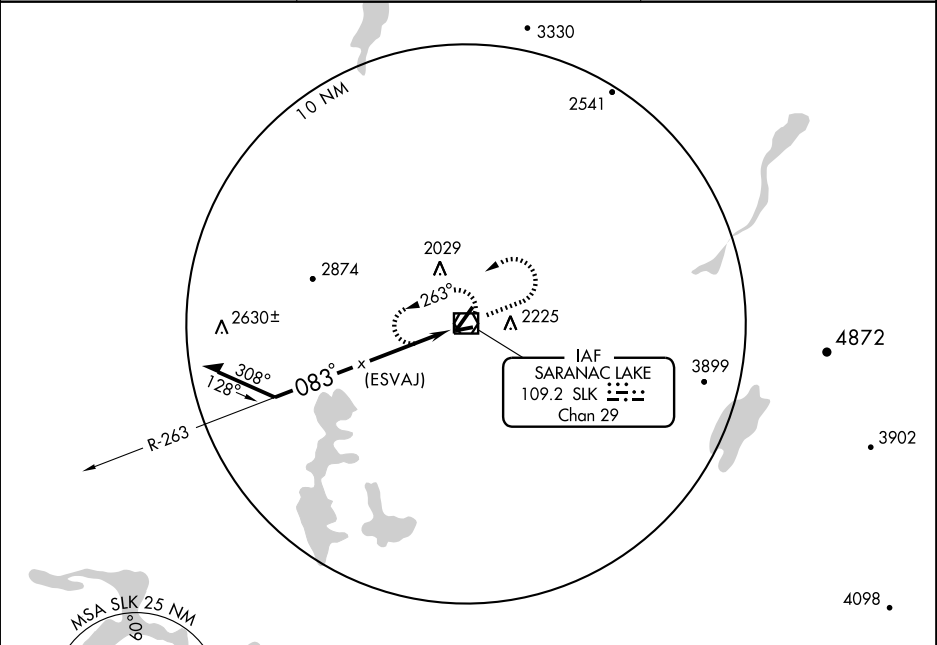 3330
10 NM
2541
2029
2874
263°
2630±
2225
4872
IAF
SARANAC LAKE
109.2 SLK
Chan 29
3899
308°
128°
083°
x
(ESVAJ)
R-263
3902
MSA SLK 25 NM
60°
4098